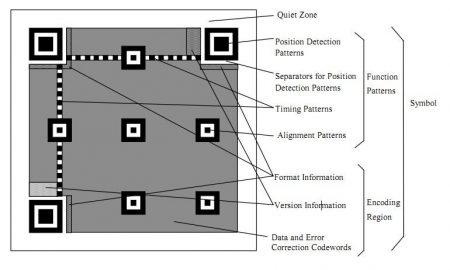 Quiet Zone
Position Detection
Patterns
Separators for Position
Detection Patterns
Function
Patterns
Timing Patterns
Symbol
Alignment Patterns
Format Information
Version Information
Encoding
Region
Data and Error
Correction Codewords